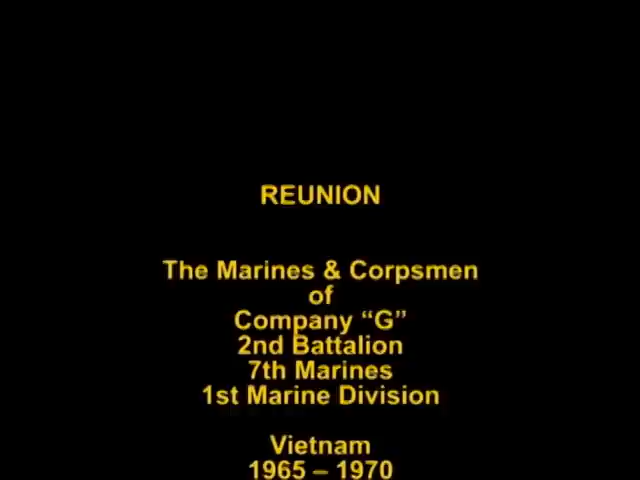 REUNION
The Marines & Corpsmen
of
Company “G”
2nd Battalion
7th Marines
1st Marine Division
Vietnam
1965 – 1970